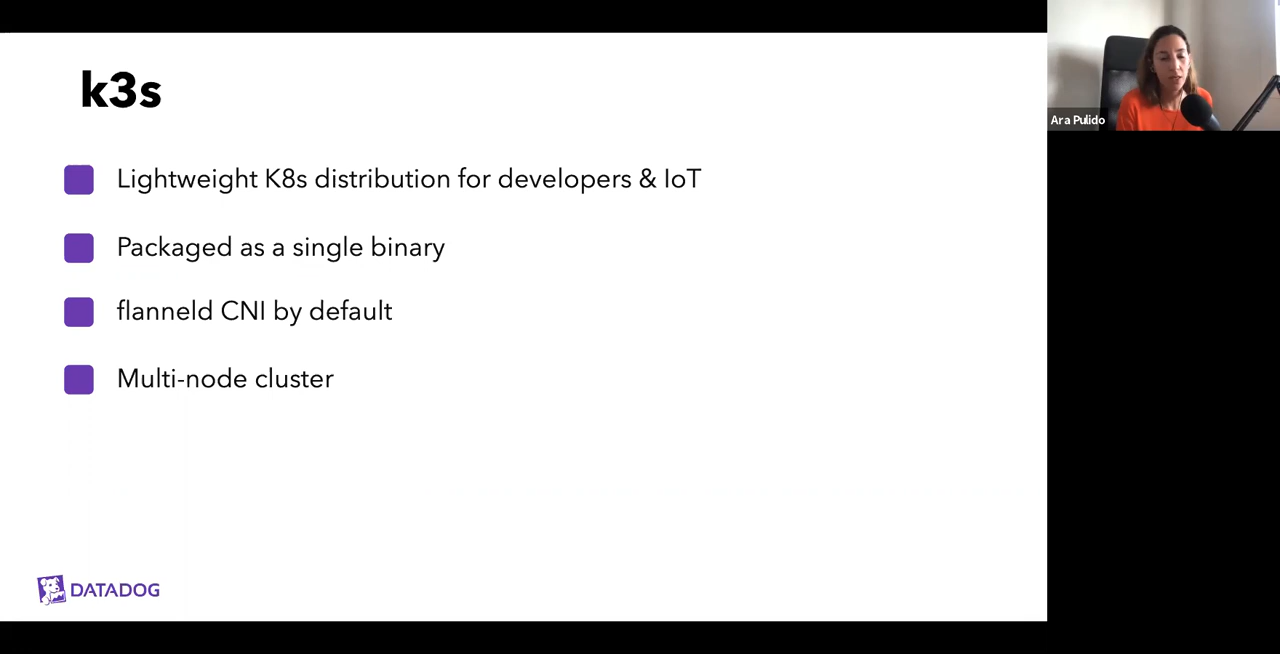 k3s
Lightweight K8s distribution for developers & IoT
Packaged as a single binary
flanneld CNI by default
Multi-node cluster
DATADOG
Ara Pulido